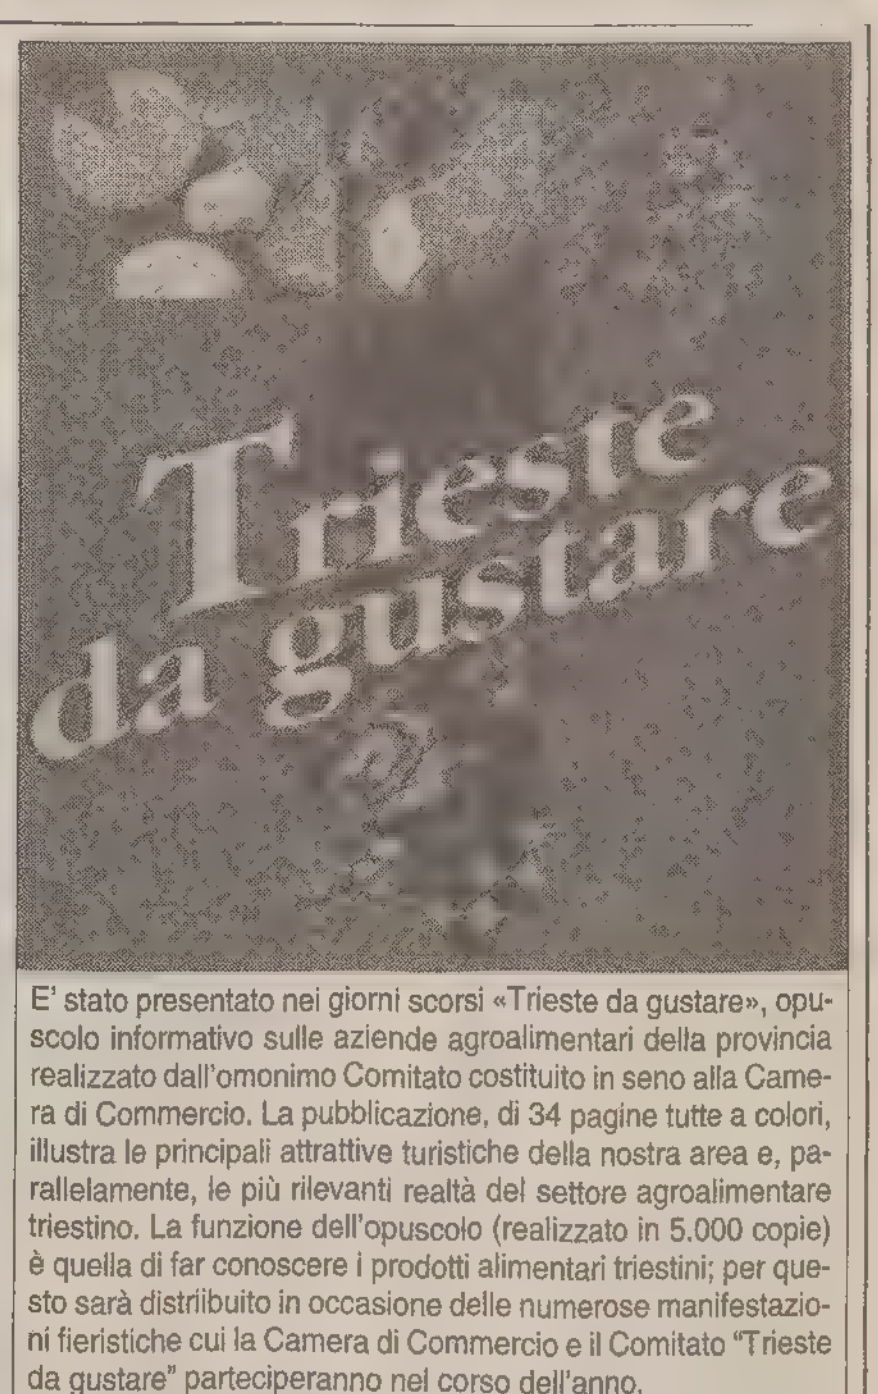 Trieste
da gustare
E' stato presentato nei giorni scorsi «Trieste da gustare», opu-
scolo informativo sulle aziende agroalimentari della provincia
realizzato dall'omonimo Comitato costituito in seno alla Came-
ra di Commercio. La pubblicazione, di 34 pagine tutte a colori,
illustra le principali attrattive turistiche della nostra area e, pa-
rallelamente, le più rilevanti realtà del settore agroalimentare
triestino. La funzione dell'opuscolo (realizzato in 5.000 copie)
è quella di far conoscere i prodotti alimentari triestini; per que-
sto sarà distriibuito in occasione delle numerose manifestazio-
ni fieristiche cui la Camera di Commercio e il Comitato "Trieste
da gustare" parteciperanno nel corso dell'anno.